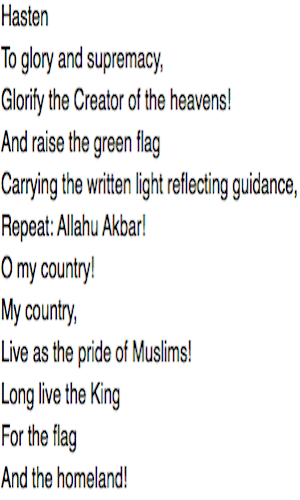 Hasten
To glory and supremacy,
Glorify the Creator of the heavens!
And raise the green flag
Carrying the written light reflecting guidance,
Repeat: Allahu Akbar!
O my country!
My country,
Live as the pride of Muslims!
Long live the King
For the flag
And the homeland!